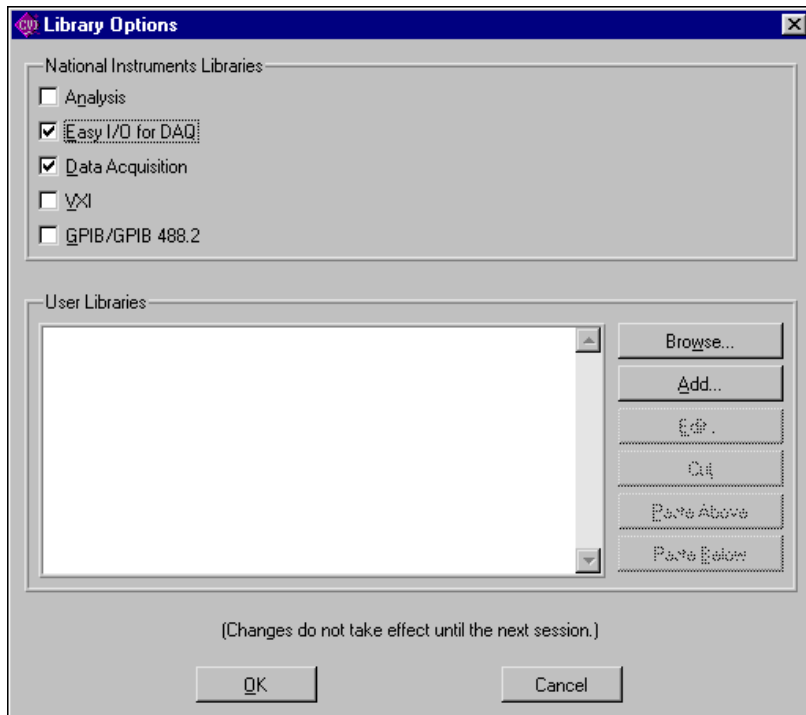 CVI Library Options
National Instruments Libraries
Analysis
Easy I/O for DAQ
Data Acquisition
VXI
GPIB/GPIB 488.2
User Libraries
Browse...
Add...
Edit..
Cut
Paste Above
Paste Below
(Changes do not take effect until the next session.)
OK
Cancel